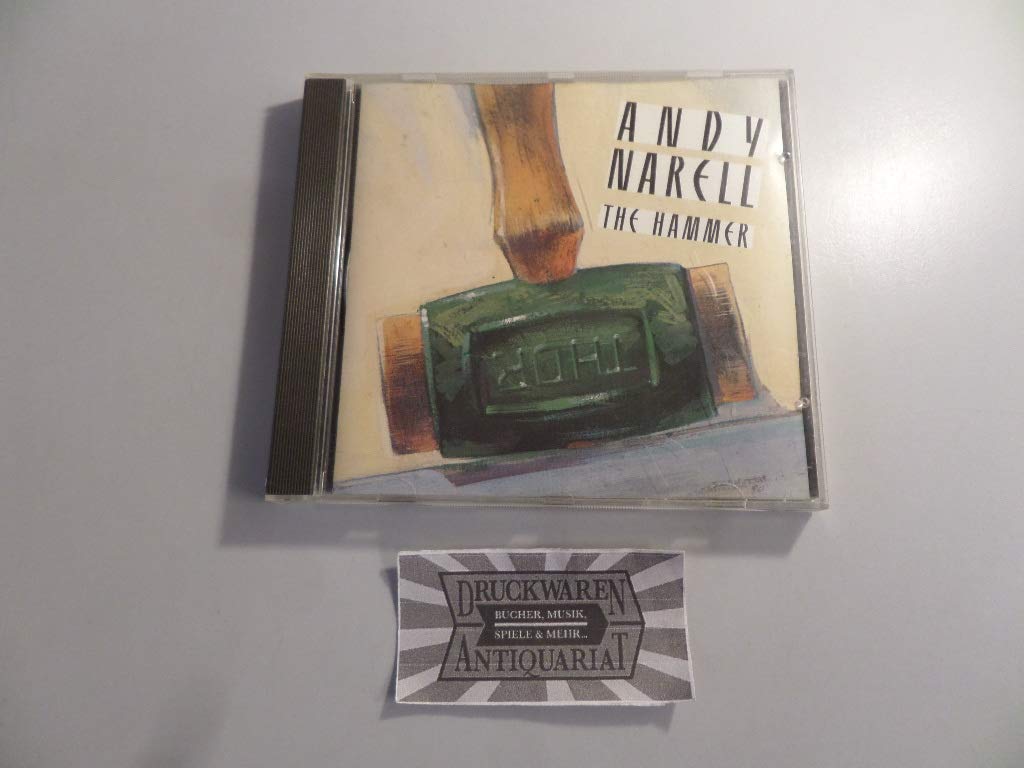 ANDY
NARELL
THE HAMMER
THOR
DRUCKWAREN
BÜCHER, MUSIK,
SPIELE & MEHR...
ANTIQUARIAT